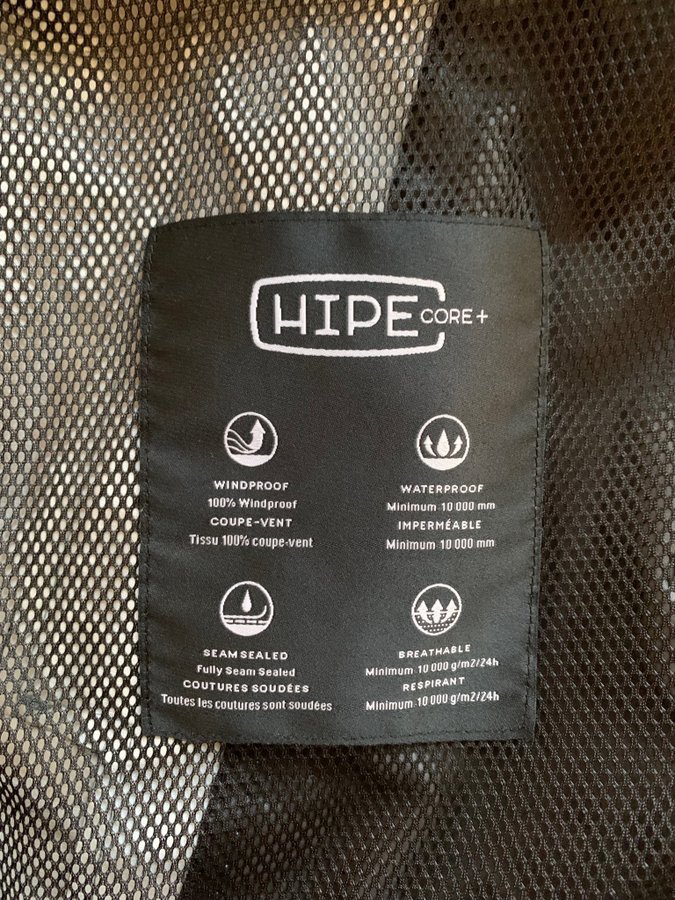 HIPE CORE+
WINDPROOF
100% Windproof
COUPE-VENT
Tissu 100% coupe-vent
WATERPROOF
Minimum 10 000 mm
IMPERMÉABLE
Minimum 10 000 mm
SEAM SEALED
Fully Seam Sealed
COUTURES SOUDÉES
Toutes les coutures sont soudées
BREATHABLE
Minimum 10 000 g/m2/24h
RESPIRANT
Minimum 10 000 g/m2/24h